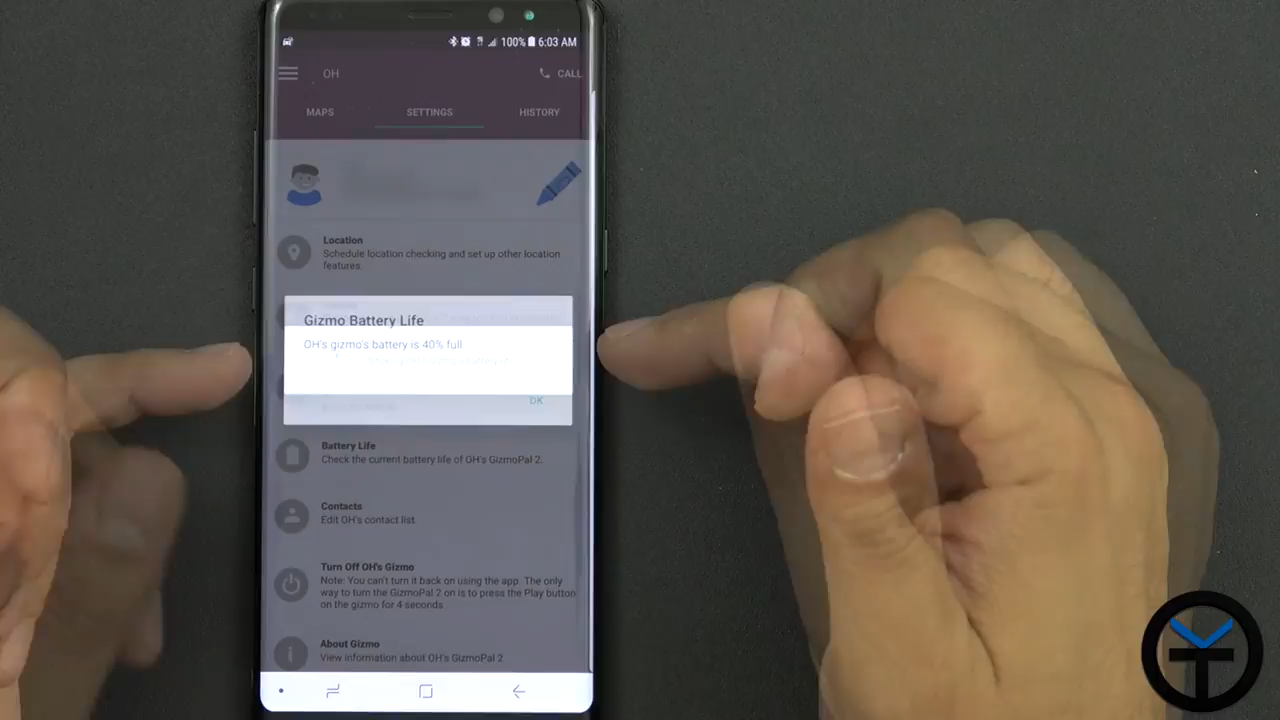 100% 6:03 AM
OH
CALL
MAPS SETTINGS HISTORY
Location
Schedule location checking and set up other location
features.
Gizmo Battery Life
OH's gizmo's battery is 40% full
OK
Battery Life
Check the current battery life of OH's GizmoPal 2.
Contacts
Edit OH's contact list.
Turn Off OH's Gizmo
Note: You can't turn it back on using the app. The only
way to turn the GizmoPal 2 on is to press the Play button
on the gizmo for 4 seconds.
About Gizmo
View information about OH's GizmoPal 2